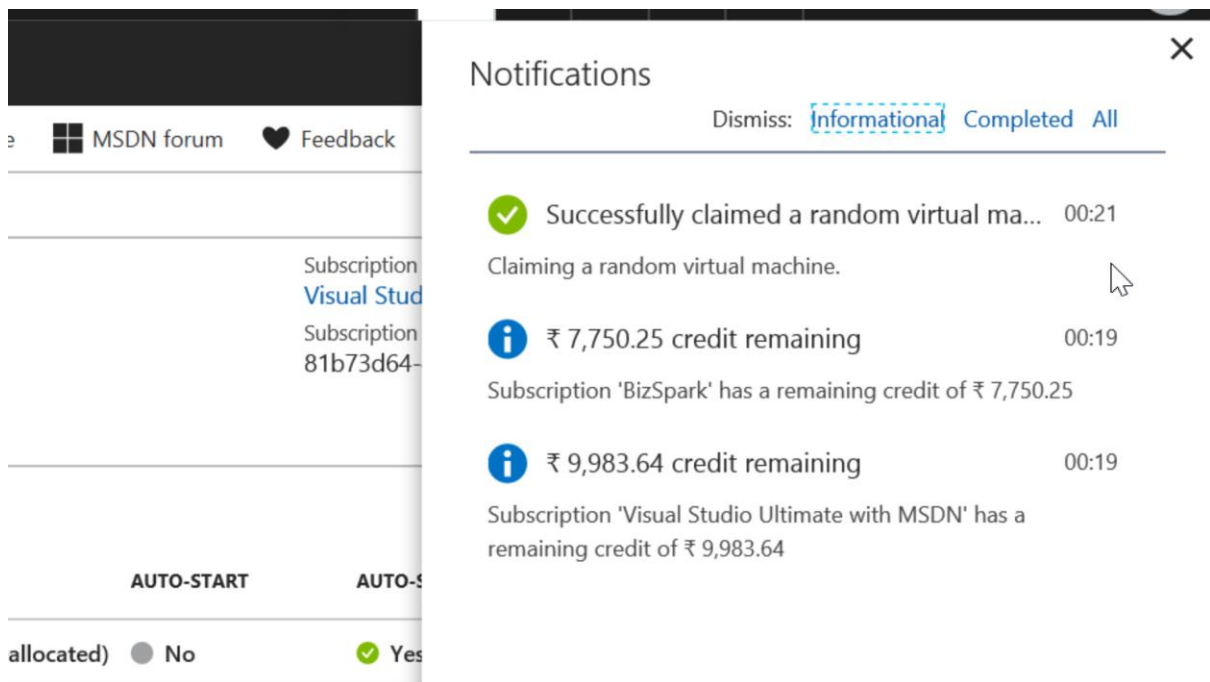 MSDN forum Feedback
Subscription
Visual Stud
Subscription
81b73d64-
AUTO-START AUTO-S
allocated) No Yes
Notifications
Dismiss: Informational Completed All
Successfully claimed a random virtual ma... 00:21
Claiming a random virtual machine.
₹ 7,750.25 credit remaining 00:19
Subscription 'BizSpark' has a remaining credit of ₹ 7,750.25
₹ 9,983.64 credit remaining 00:19
Subscription 'Visual Studio Ultimate with MSDN' has a
remaining credit of ₹ 9,983.64